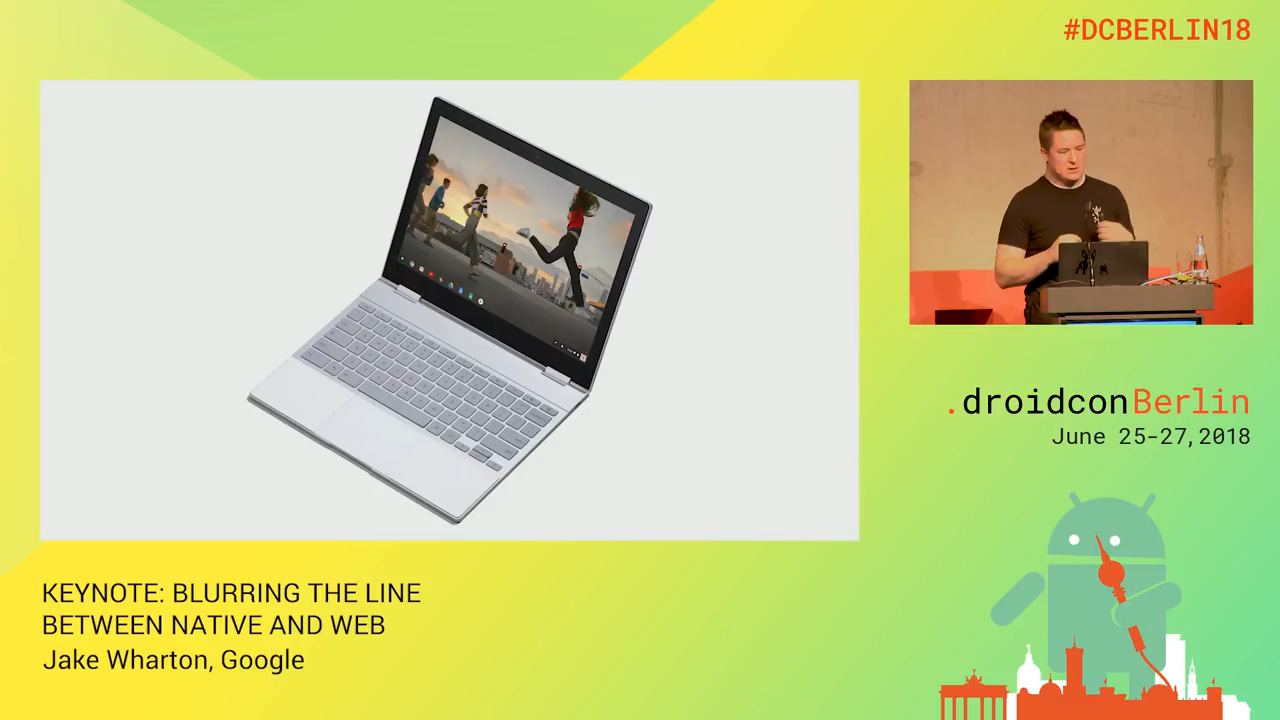 #DCBERLIN18
.droidconBerlin
June 25-27, 2018
KEYNOTE: BLURRING THE LINE
BETWEEN NATIVE AND WEB
Jake Wharton, Google